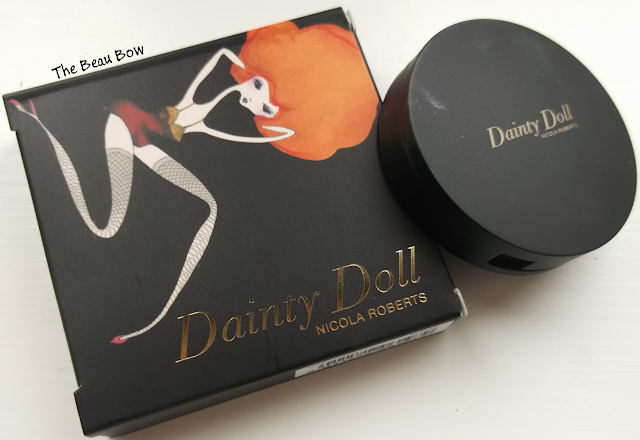 The Beau Bow
Dainty Doll
NICOLA ROBERTS
Dainty Doll
NICOLA ROBERTS